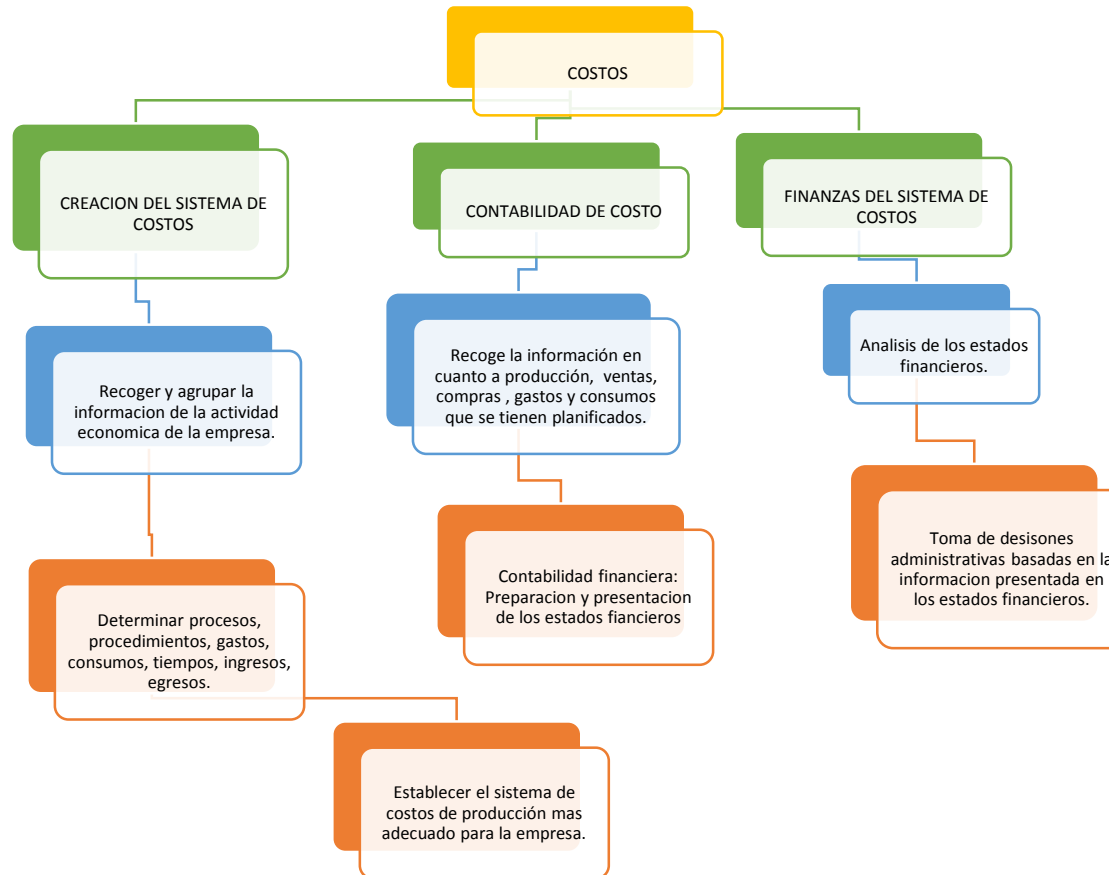 COSTOS
CREACION DEL SISTEMA DE
COSTOS
CONTABILIDAD DE COSTO
FINANZAS DEL SISTEMA DE
COSTOS
Recoger y agrupar la
informacion de la actividad
economica de la empresa.
Recoge la información en
cuanto a producción, ventas,
compras , gastos y consumos
que se tienen planificados.
Analisis de los estados
financieros.
Determinar procesos,
procedimientos, gastos,
consumos, tiempos, ingresos,
egresos.
Contabilidad financiera:
Preparacion y presentacion
de los estados fiancieros
Toma de desisones
administrativas basadas en la
informacion presentada en
los estados financieros.
Establecer el sistema de
costos de producción mas
adecuado para la empresa.